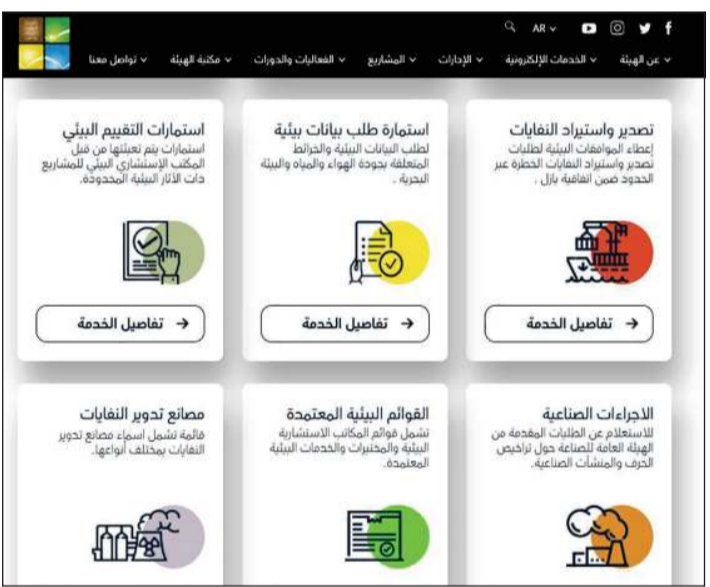 AR
عن الهيئة
الخدمات الإلكترونية
الإدارات
المشاريع
الفعاليات والدورات
مكتبة الهيئة
تواصل معنا
تصدير واستيراد النفايات
إعطاء الموافقات البيئية لطلبات
تصدير واستيراد النفايات الخطرة عبر
الحدود ضمن اتفاقية بازل .
تفاصيل الخدمة
استمارة طلب بيانات بيئية
لطلب البيانات البيئية والخرائط
المتعلقة بجودة الهواء والمياه والبيئة
البحرية .
تفاصيل الخدمة
استمارات التقييم البيئي
استمارات يتم تعبئتها من قبل
المكتب الإستشاري البيئي للمشاريع
ذات الآثار البيئية المحدودة.
تفاصيل الخدمة
الاجراءات الصناعية
للاستعلام عن الطلبات المقدمة من
الهيئة العامة للصناعة حول تراخيص
الحرف والمنشآت الصناعية.
القوائم البيئية المعتمدة
تشمل قوائم المكاتب الاستشارية
البيئية والمختبرات والخدمات البيئية
المعتمدة.
مصانع تدوير النفايات
قائمة تشمل اسماء مصانع تدوير
النفايات بمختلف أنواعها.